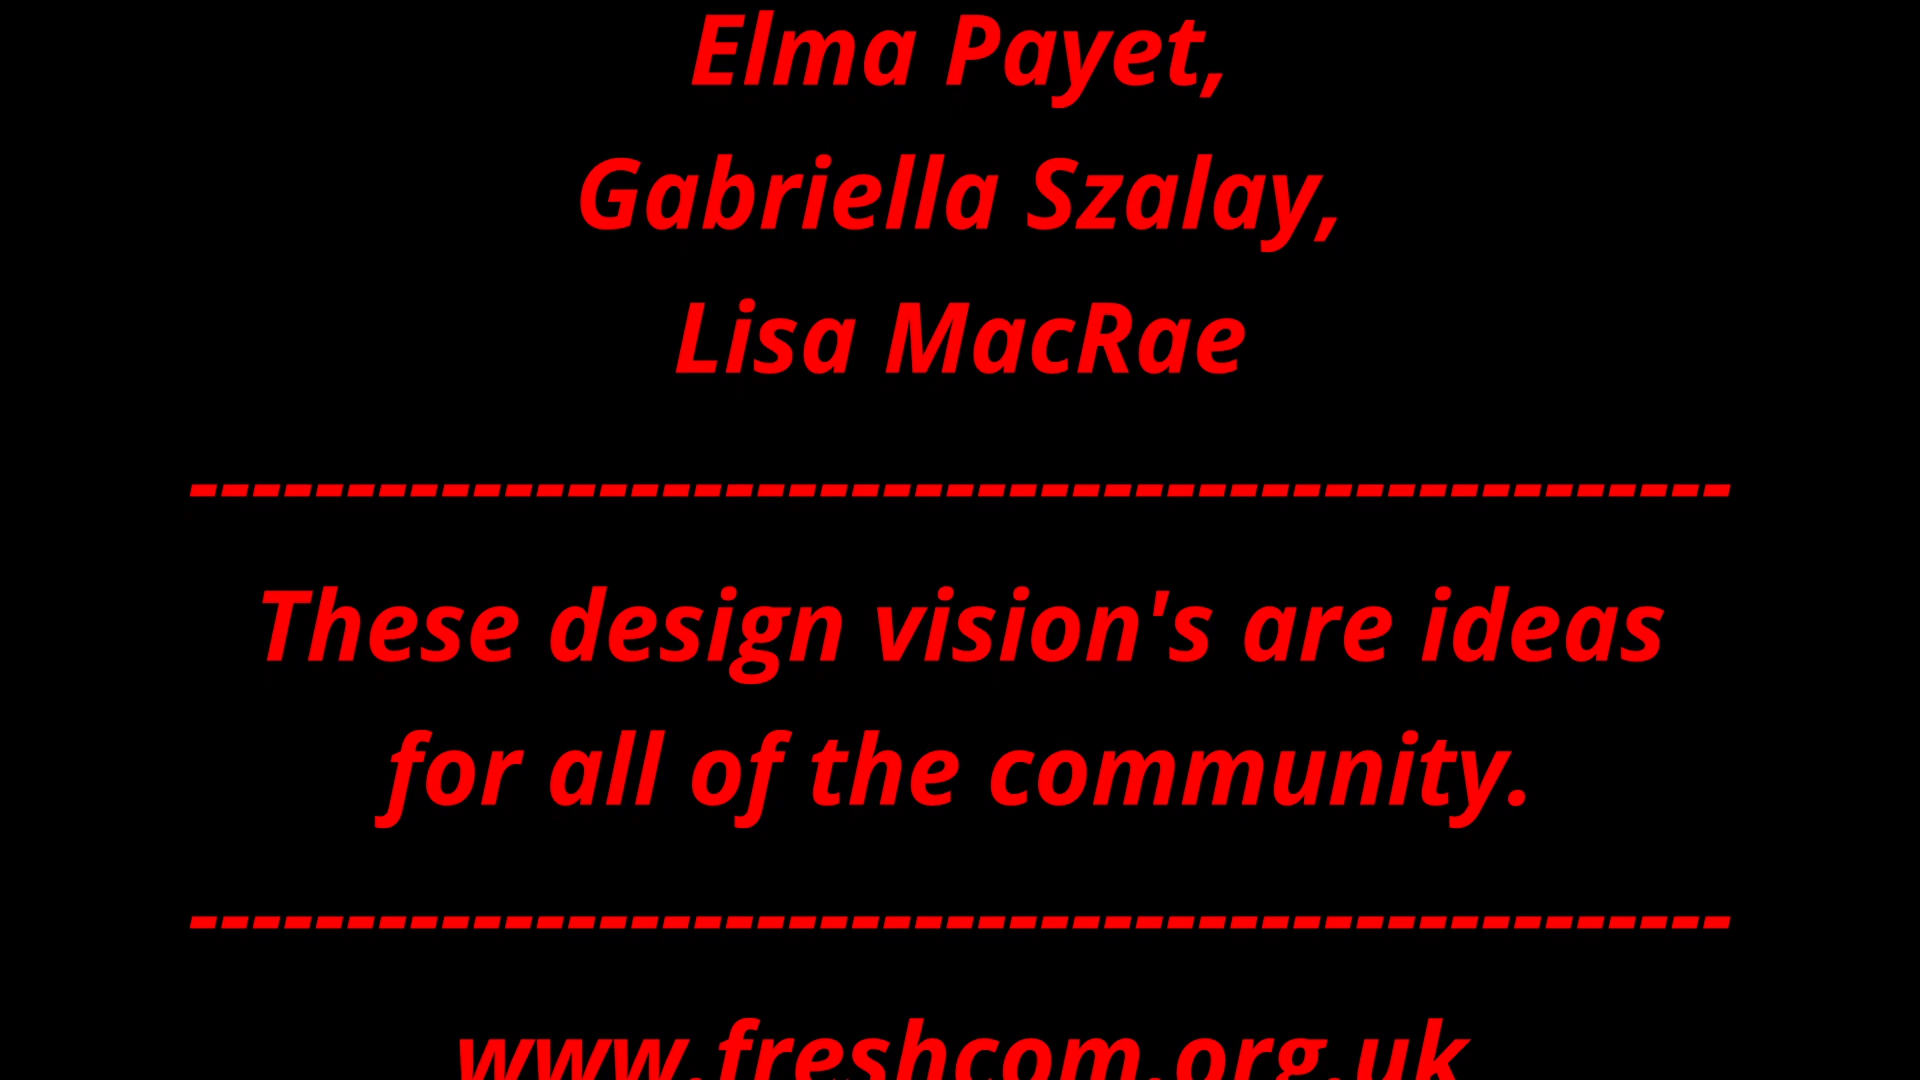 Elma Payet,
Gabriella Szalay,
Lisa MacRae
-------------------------------------------------
These design vision's are ideas
for all of the community.
-------------------------------------------------
www.freshcom.org.uk